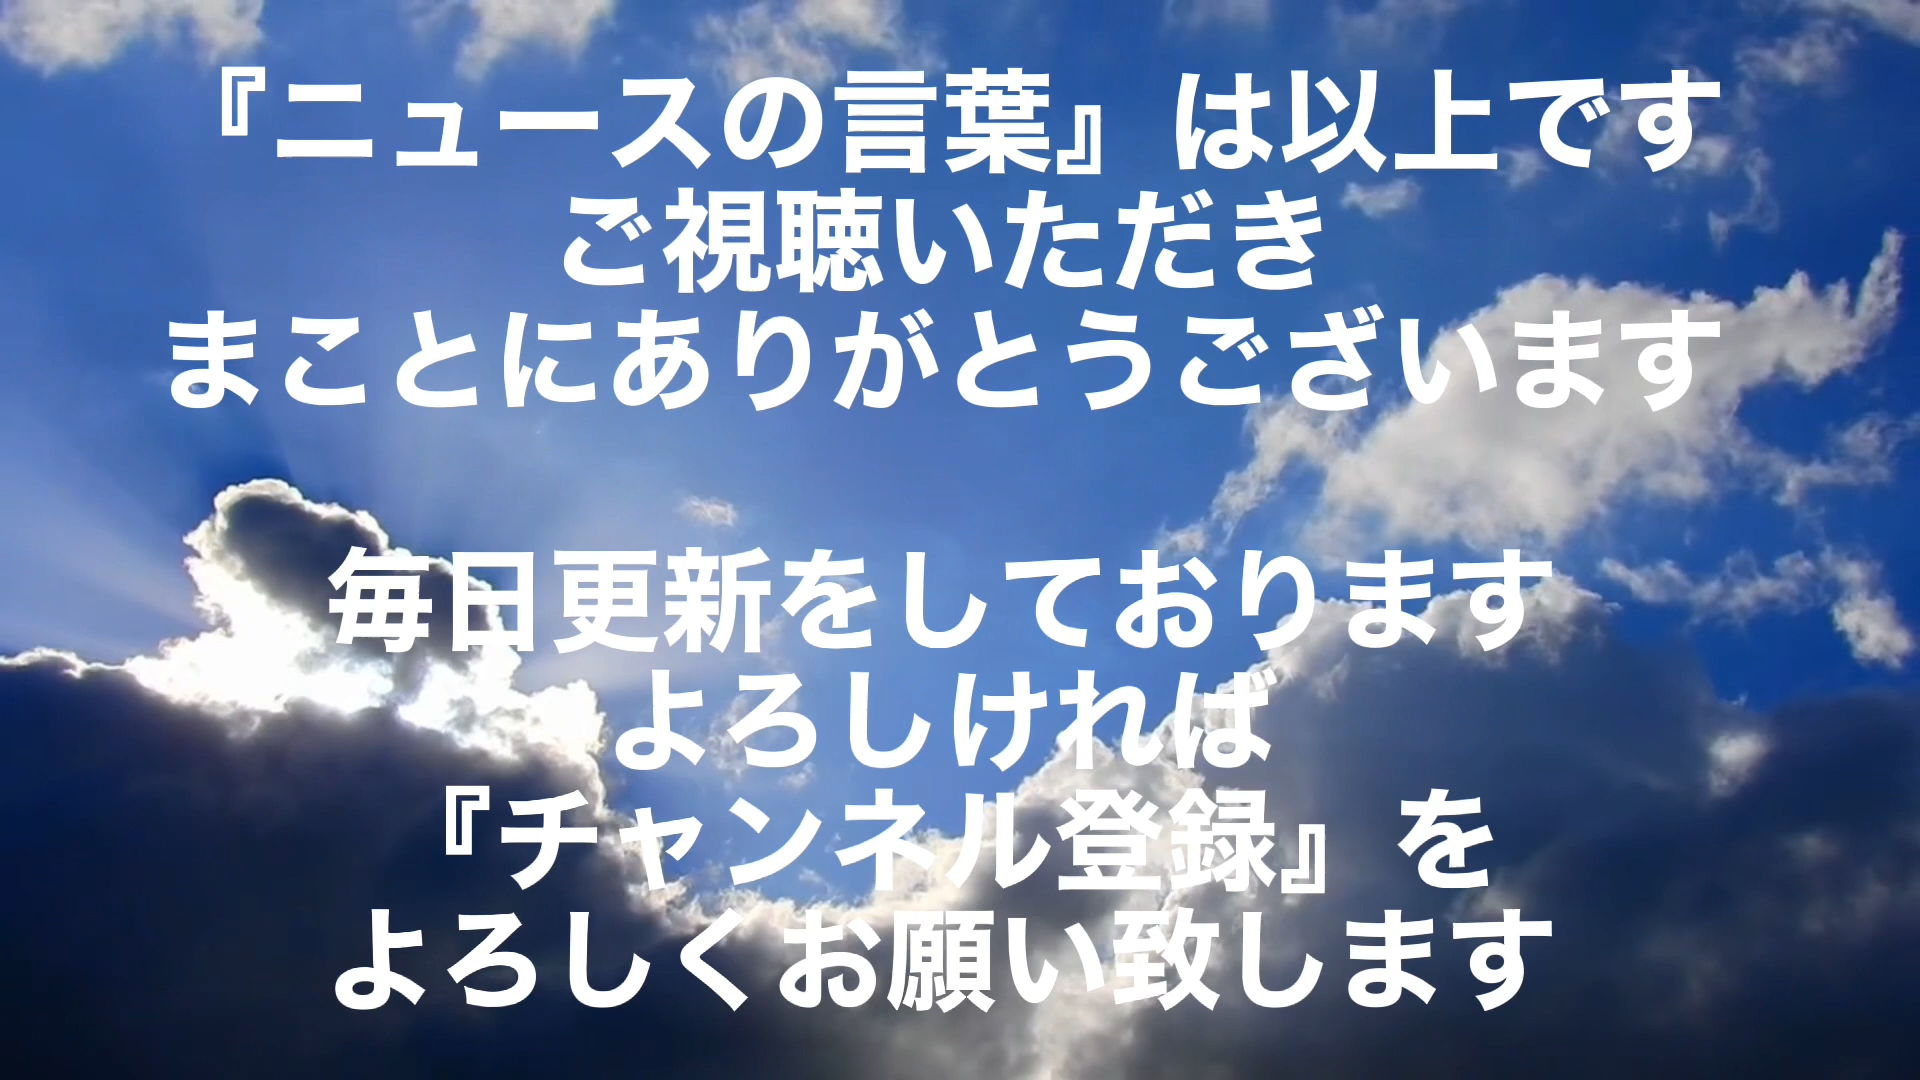 『ニュースの言葉』は以上です
ご視聴いただき
まことにありがとうございます
毎日更新をしております
よろしければ
『チャンネル登録』を
よろしくお願い致します